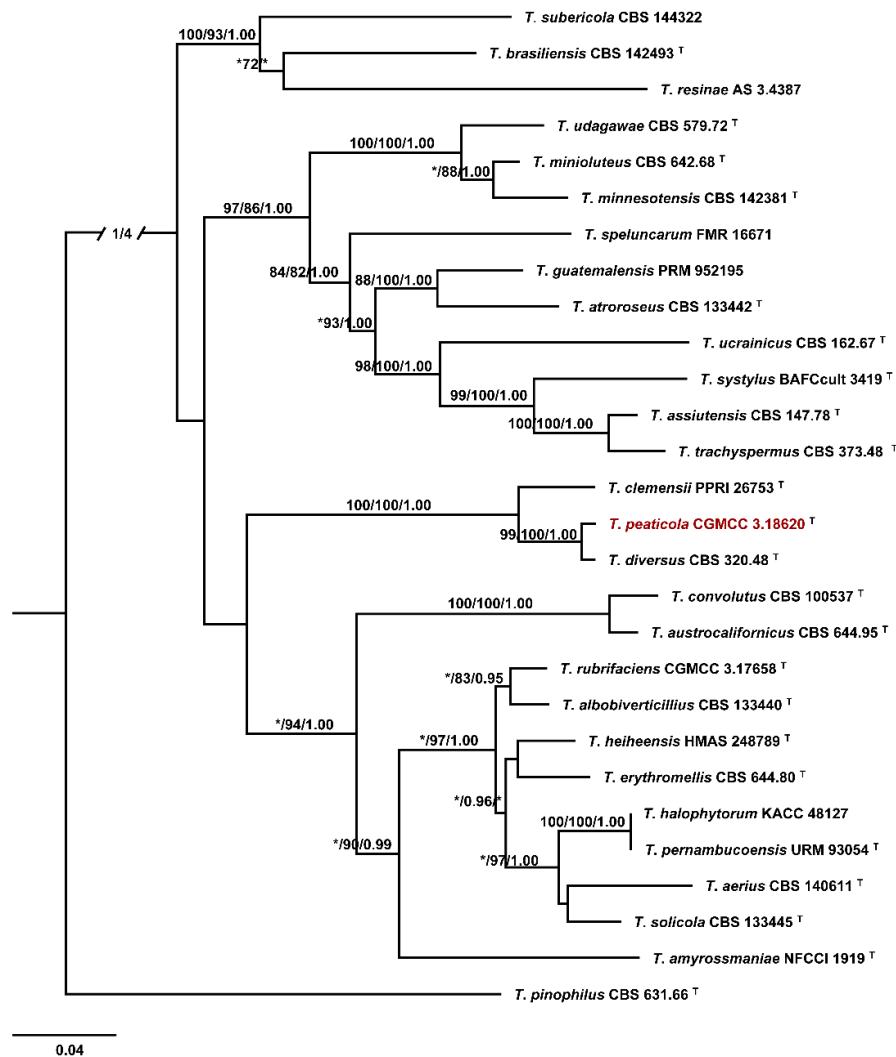 T. subericola CBS 144322
100/93/1.00
T. brasiliensis CBS 142493 T
*72/*
T. resinae AS 3.4387
T. udagawae CBS 579.72 T
100/100/1.00
T. minioluteus CBS 642.68 T
*/88/1.00
T. minnesotensis CBS 142381 T
97/86/1.00
1/4
T. speluncarum FMR 16671
84/82/1.00
T. guatemalensis PRM 952195
88/100/1.00
T. atroroseus CBS 133442 T
*93/1.00
T. ucrainicus CBS 162.67 T
98/100/1.00
T. systylus BAFCcult 3419 T
99/100/1.00
T. assiutensis CBS 147.78 T
100/100/1.00
T. trachyspermus CBS 373.48 T
T. clemensii PPRI 26753 T
100/100/1.00
T. peaticola CGMCC 3.18620 T
99/100/1.00
T. diversus CBS 320.48 T
T. convolutus CBS 100537 T
100/100/1.00
T. austrocalifornicus CBS 644.95 T
T. rubrifaciens CGMCC 3.17658 T
*/83/0.95
T. albobiverticillius CBS 133440 T
*/94/1.00
*/97/1.00
T. heiheensis HMAS 248789 T
T. erythromellis CBS 644.80 T
*/0.96/*
T. halophytorum KACC 48127
100/100/1.00
*/90/0.99
T. pernambucoensis URM 93054 T
*/97/1.00
T. aerius CBS 140611 T
T. solicola CBS 133445 T
T. amyrossmaniae NFCCI 1919 T
T. pinophilus CBS 631.66 T
0.04